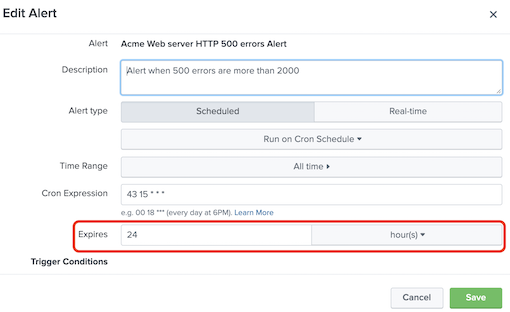 Edit Alert
Alert Acme Web server HTTP 500 errors Alert
Description Alert when 500 errors are more than 2000
Alert type Scheduled Real-time
Run on Cron Schedule
Time Range All time
Cron Expression 43 15 * * *
e.g. 00 18 *** (every day at 6PM). Learn More
Expires 24 hour(s)
Trigger Conditions
Cancel Save